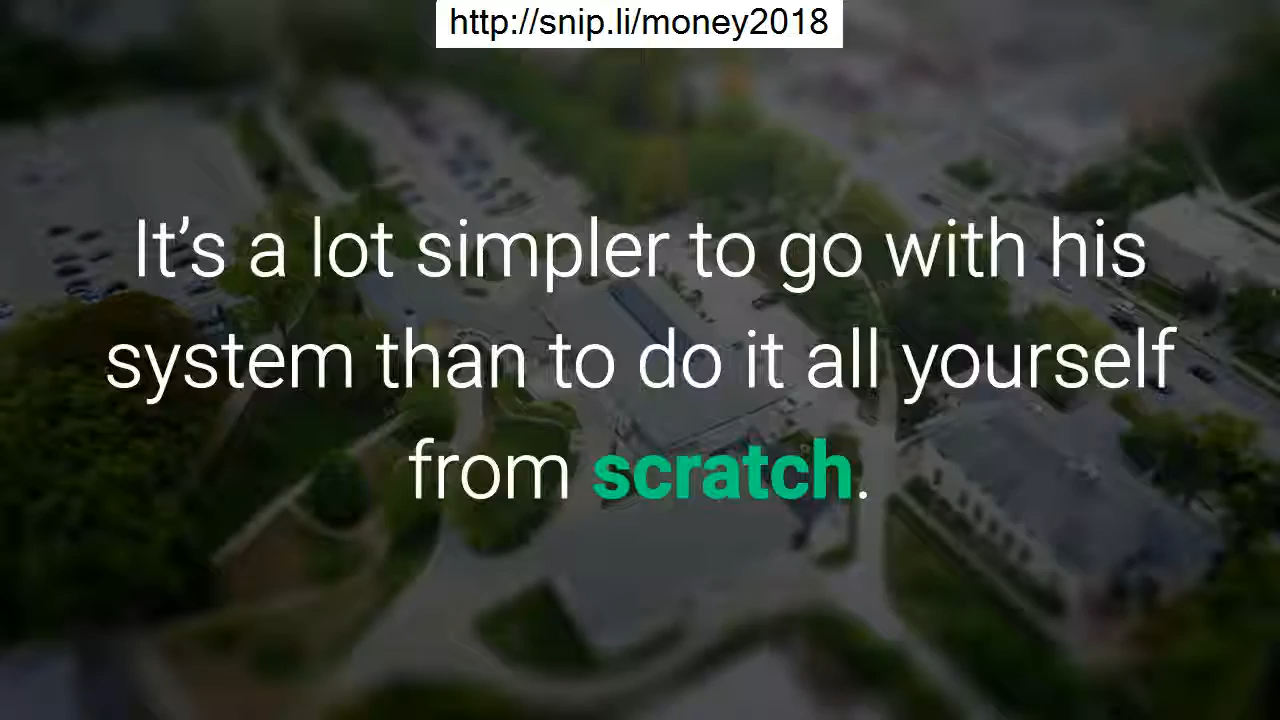 http://snip.li/money2018
It’s a lot simpler to go with his
system than to do it all yourself
from scratch.